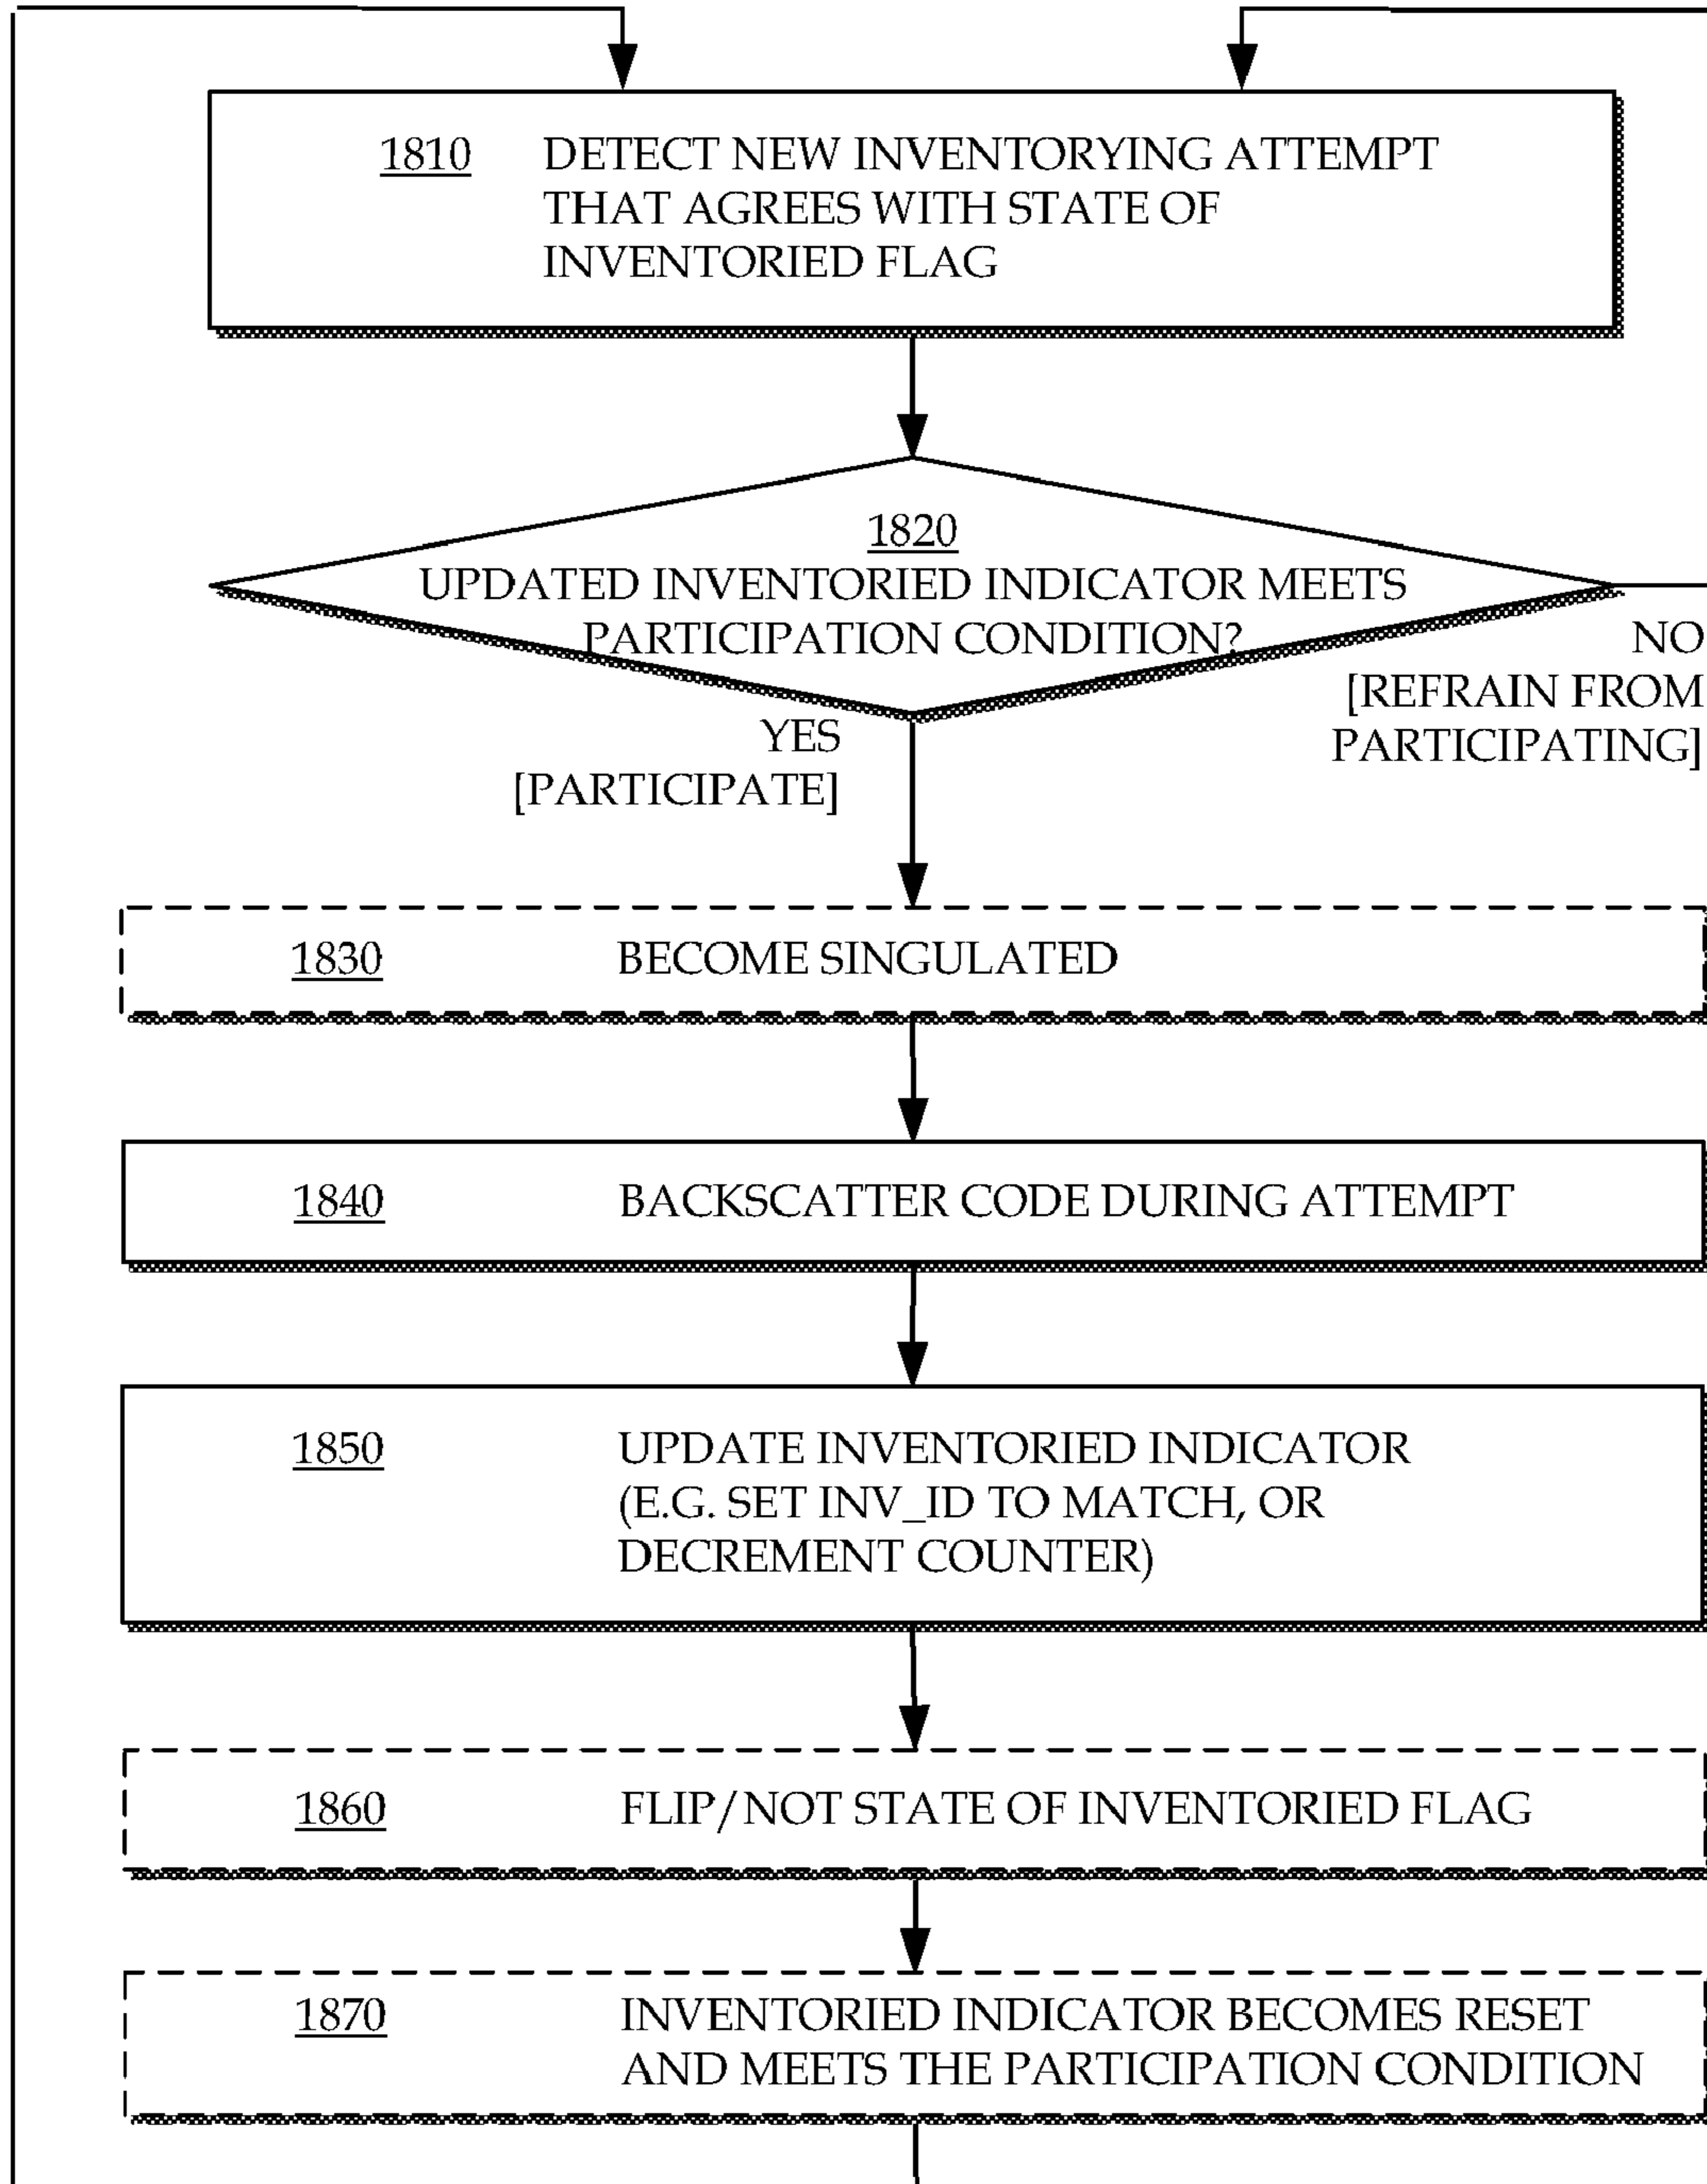 1810 DETECT NEW INVENTORYING ATTEMPT
THAT AGREES WITH STATE OF
INVENTORIED FLAG
1820
UPDATED INVENTORIED INDICATOR MEETS
PARTICIPATION CONDITION?
NO
[REFRAIN FROM
PARTICIPATING]
YES
[PARTICIPATE]
1830 BECOME SINGULATED
1840 BACKSCATTER CODE DURING ATTEMPT
1850 UPDATE INVENTORIED INDICATOR
(E.G. SET INV_ID TO MATCH, OR
DECREMENT COUNTER)
1860 FLIP/NOT STATE OF INVENTORIED FLAG
1870 INVENTORIED INDICATOR BECOMES RESET
AND MEETS THE PARTICIPATION CONDITION